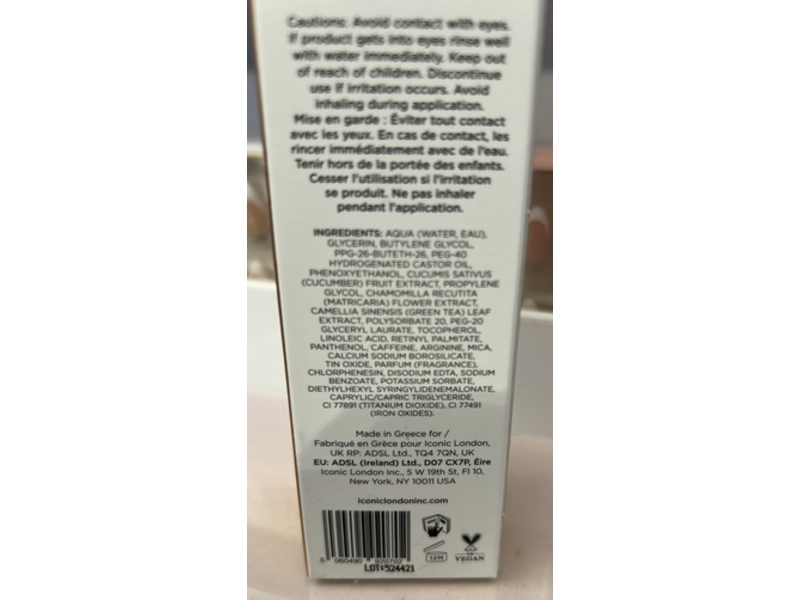 Cautions: Avoid contact with eyes.
If product gets into eyes rinse well
with water immediately. Keep out
of reach of children. Discontinue
use if irritation occurs. Avoid
inhaling during application.
Mise en garde : Éviter tout contact
avec les yeux. En cas de contact, les
rincer immédiatement avec de l'eau.
Tenir hors de la portée des enfants.
Cesser l'utilisation si l'irritation
se produit. Ne pas inhaler
pendant l'application.
INGREDIENTS: AQUA (WATER, EAU),
GLYCERIN, BUTYLENE GLYCOL,
PPG-26-BUTETH-26, PEG-40
HYDROGENATED CASTOR OIL,
PHENOXYETHANOL, CUCUMIS SATIVUS
(CUCUMBER) FRUIT EXTRACT, PROPYLENE
GLYCOL, CHAMOMILLA RECUTITA
(MATRICARIA) FLOWER EXTRACT,
CAMELLIA SINENSIS (GREEN TEA) LEAF
EXTRACT, POLYSORBATE 20, PEG-20
GLYCERYL LAURATE, TOCOPHEROL,
LINOLEIC ACID, RETINYL PALMITATE,
PANTHENOL, CAFFEINE, ARGININE, MICA,
CALCIUM SODIUM BOROSILICATE,
TIN OXIDE, PARFUM (FRAGRANCE),
CHLORPHENESIN, DISODIUM EDTA, SODIUM
BENZOATE, POTASSIUM SORBATE,
DIETHYLHEXYL SYRINGYLIDENEMALONATE,
CAPRYLIC/CAPRIC TRIGLYCERIDE,
CI 77891 (TITANIUM DIOXIDE), CI 77491
(IRON OXIDES).
Made in Greece for /
Fabriqué en Grèce pour Iconic London,
UK RP: ADSL Ltd., TQ4 7QN, UK
EU: ADSL (Ireland) Ltd., D07 CX7P, Éire
Iconic London Inc., 5 W 19th St, Fl 10,
New York, NY 10011 USA
iconiclondoninc.com
5 060490 920702
LOT:524421
12M
VEGAN